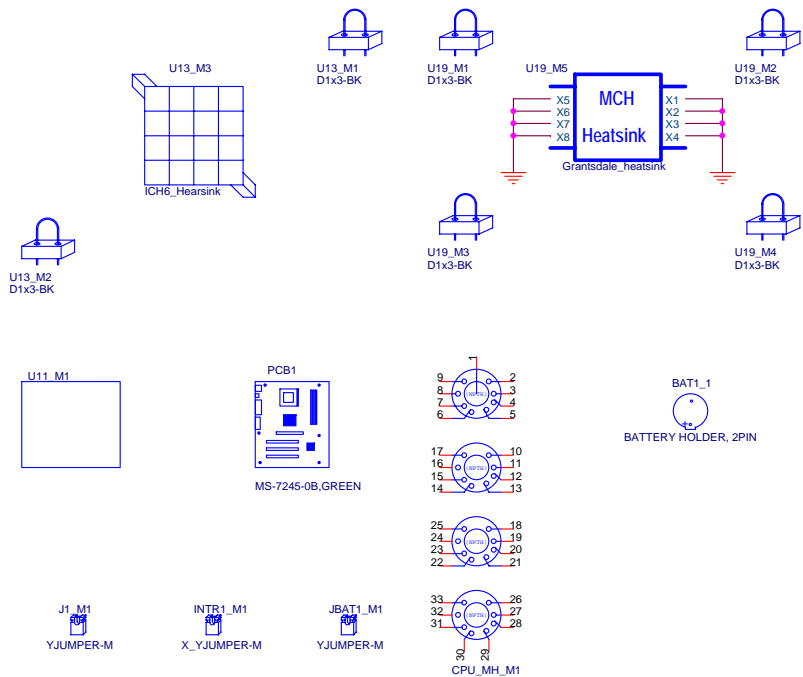 U13_M3
U13_M1
D1x3-BK
U19_M1
D1x3-BK
U19_M5
U19_M2
D1x3-BK
X5
X6
X7
X8
MCH
Heatsink
X1
X2
X3
X4
Grantsdale_heatsink
ICH6_Hearsink
U13_M2
D1x3-BK
U19_M3
D1x3-BK
U19_M4
D1x3-BK
U11_M1
PCB1
MS-7245-0B,GREEN
1
9
8
7
6
2
3
4
5
(NPTH)
17
16
15
14
10
11
12
13
(NPTH)
25
24
23
22
18
19
20
21
(NPTH)
33
32
31
30
26
27
28
29
(NPTH)
CPU_MH_M1
BAT1_1
BATTERY HOLDER, 2PIN
J1_M1
YJUMPER-M
INTR1_M1
X_YJUMPER-M
JBAT1_M1
YJUMPER-M